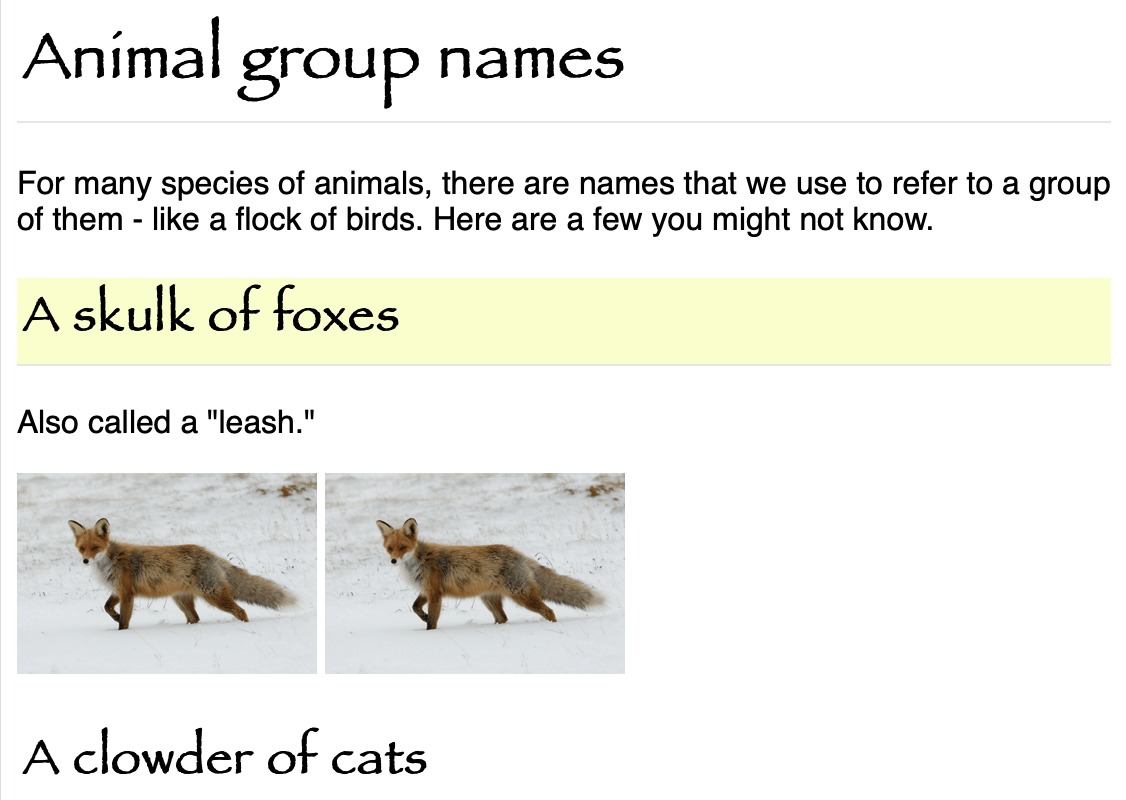 Animal group names
For many species of animals, there are names that we use to refer to a group
of them - like a flock of birds. Here are a few you might not know.
A skulk of foxes
Also called a "leash."
A clowder of cats